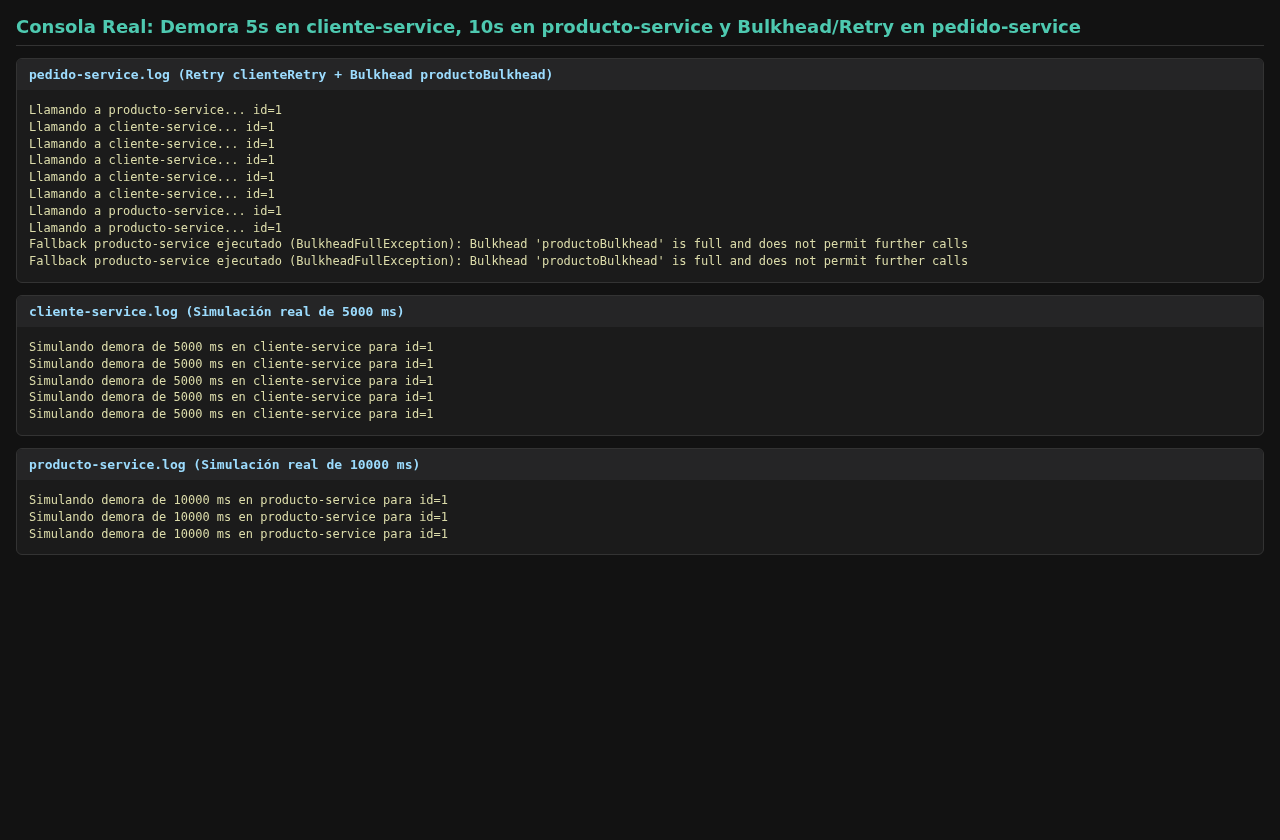 Consola Real: Demora 5s en cliente-service, 10s en producto-service y Bulkhead/Retry en pedido-service
pedido-service.log (Retry clienteRetry + Bulkhead productoBulkhead)
Llamando a producto-service... id=1
Llamando a cliente-service... id=1
Llamando a cliente-service... id=1
Llamando a cliente-service... id=1
Llamando a cliente-service... id=1
Llamando a cliente-service... id=1
Llamando a producto-service... id=1
Llamando a producto-service... id=1
Fallback producto-service ejecutado (BulkheadFullException): Bulkhead 'productoBulkhead' is full and does not permit further calls
Fallback producto-service ejecutado (BulkheadFullException): Bulkhead 'productoBulkhead' is full and does not permit further calls
cliente-service.log (Simulación real de 5000 ms)
Simulando demora de 5000 ms en cliente-service para id=1
Simulando demora de 5000 ms en cliente-service para id=1
Simulando demora de 5000 ms en cliente-service para id=1
Simulando demora de 5000 ms en cliente-service para id=1
Simulando demora de 5000 ms en cliente-service para id=1
producto-service.log (Simulación real de 10000 ms)
Simulando demora de 10000 ms en producto-service para id=1
Simulando demora de 10000 ms en producto-service para id=1
Simulando demora de 10000 ms en producto-service para id=1